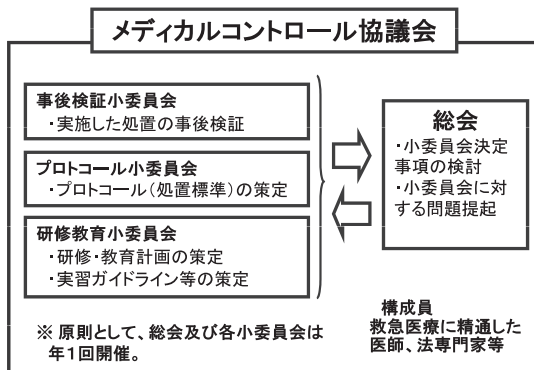 メディカルコントロール協議会
事後検証小委員会
・実施した処置の事後検証
プロトコール小委員会
・プロトコール(処置標準)の策定
研修教育小委員会
・研修・教育計画の策定
・実習ガイドライン等の策定
総会
・小委員会決定
事項の検討
・小委員会に対
する問題提起
※ 原則として、総会及び各小委員会は
年1回開催。
構成員
救急医療に精通した
医師、法専門家等